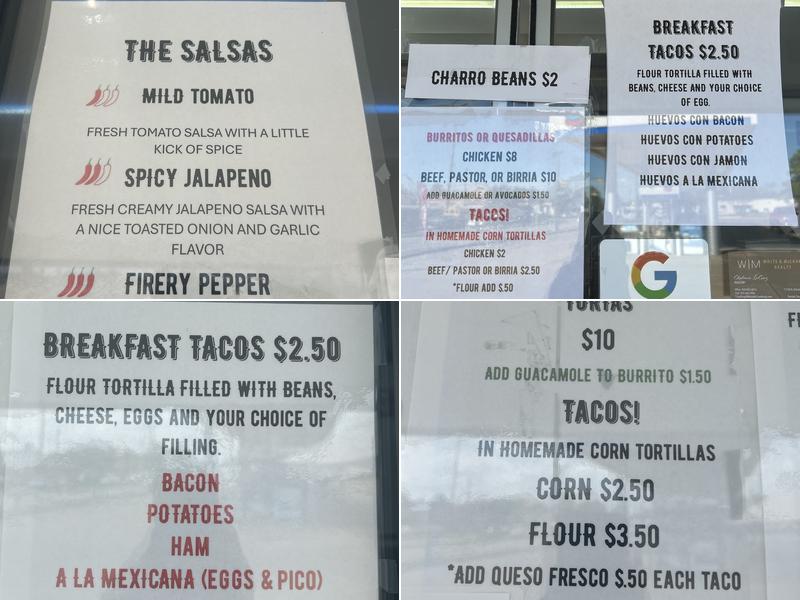 THE SALSAS
MILD TOMATO
FRESH TOMATO SALSA WITH A LITTLE
KICK OF SPICE
SPICY JALAPENO
FRESH CREAMY JALAPENO SALSA WITH
A NICE TOASTED ONION AND GARLIC
FLAVOR
FIRERY PEPPER
CHARRO BEANS $2
BURRITOS OR QUESADILLAS
CHICKEN $8
BEEF, PASTOR, OR BIRRIA $10
ADD GUACAMOLE OR AVOCADOS $1.50
TACOS!
IN HOMEMADE CORN TORTILLAS
CHICKEN $2
BEEF/ PASTOR OR BIRRIA $2.50
*FLOUR ADD $.50
BREAKFAST
TACOS $2.50
FLOUR TORTILLA FILLED WITH
BEANS, CHEESE AND YOUR CHOICE
OF EGG.
HUEVOS CON BACON
HUEVOS CON POTATOES
HUEVOS CON JAMON
HUEVOS A LA MEXICANA
G
W|M
BREAKFAST TACOS $2.50
FLOUR TORTILLA FILLED WITH BEANS,
CHEESE, EGGS AND YOUR CHOICE OF
FILLING.
BACON
POTATOES
HAM
A LA MEXICANA (EGGS & PICO)
TORTAS
$10
ADD GUACAMOLE TO BURRITO $1.50
TACOS!
IN HOMEMADE CORN TORTILLAS
CORN $2.50
FLOUR $3.50
*ADD QUESO FRESCO $.50 EACH TACO